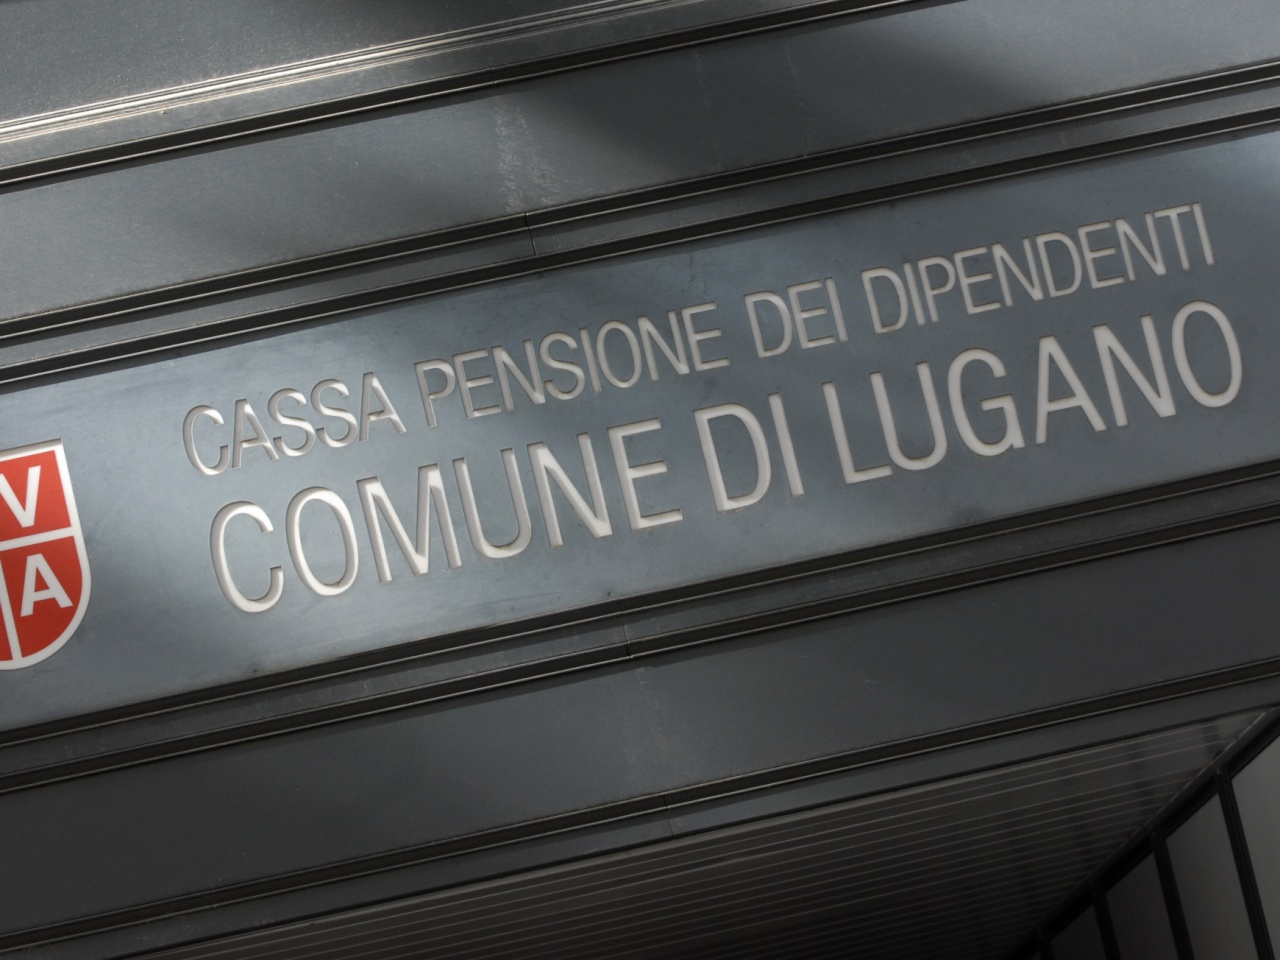 CASSA PENSIONE DEI DIPENDENTI
COMUNE DI LUGANO
V
A